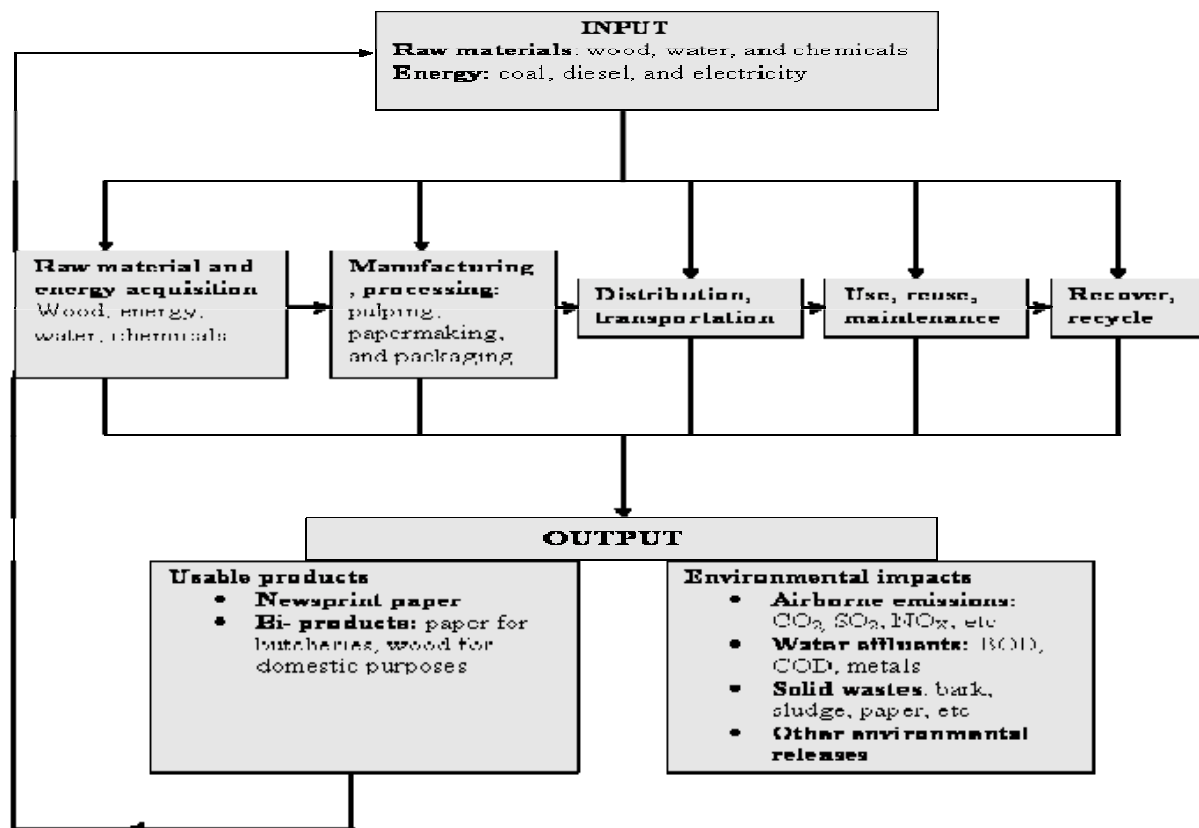 INPUT
Raw materials: wood, water, and chemicals
Energy: coal, diesel, and electricity
Raw material and
energy acquisition
Wood, energy,
water, chemicals
Manufacturing
, processing:
pulping,
papermaking,
and packaging
Distribution,
transportation
Use, reuse,
maintenance
Recover,
recycle
OUTPUT
Usable products
• Newsprint paper
• Bi- products: paper for
butcheries, wood for
domestic purposes
Environmental impacts
• Airborne emissions:
CO2, SO2, NOX, etc
• Water effluents: BOD,
COD, metals
• Solid wastes: bark,
sludge, paper, etc
• Other environmental
releases